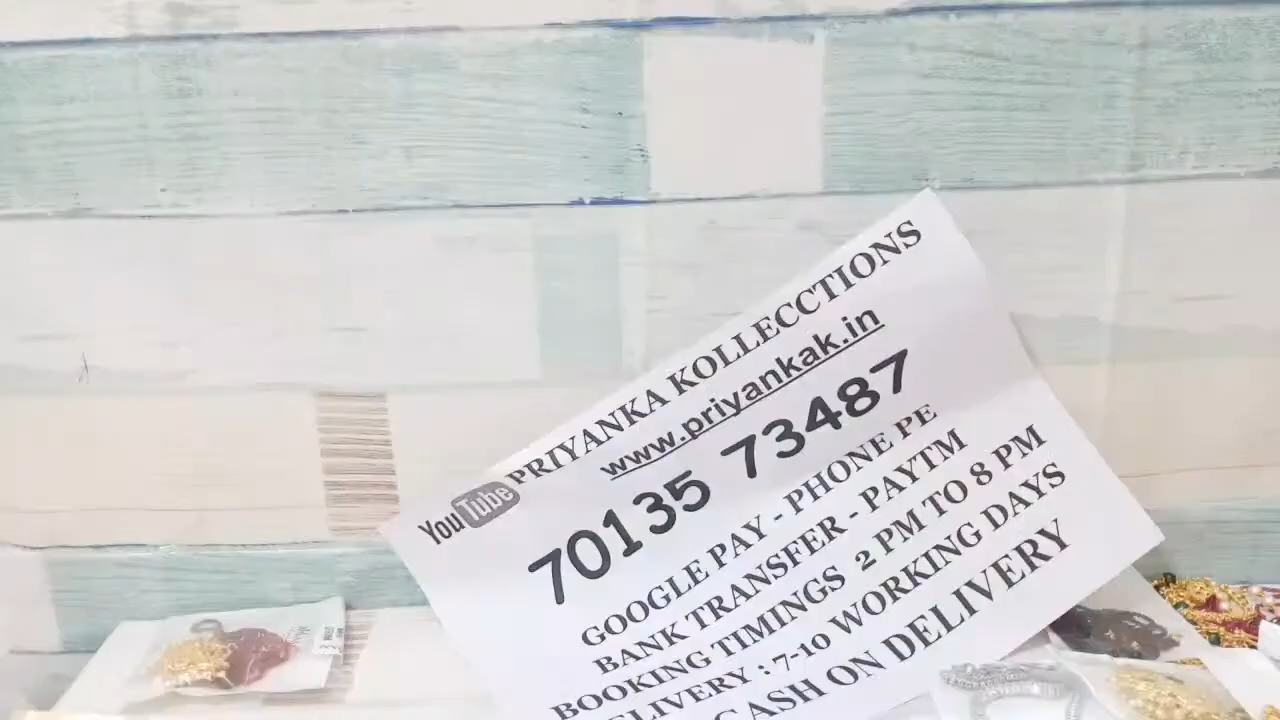 YouTube PRIYANKA KOLLECCTIONS
www.priyankak.in
70135 73487
GOOGLE PAY - PHONE PE
BANK TRANSFER - PAYTM
BOOKING TIMINGS 2 PM TO 8 PM
ELIVERY : 7-10 WORKING DAYS
CASH ON DELIVERY